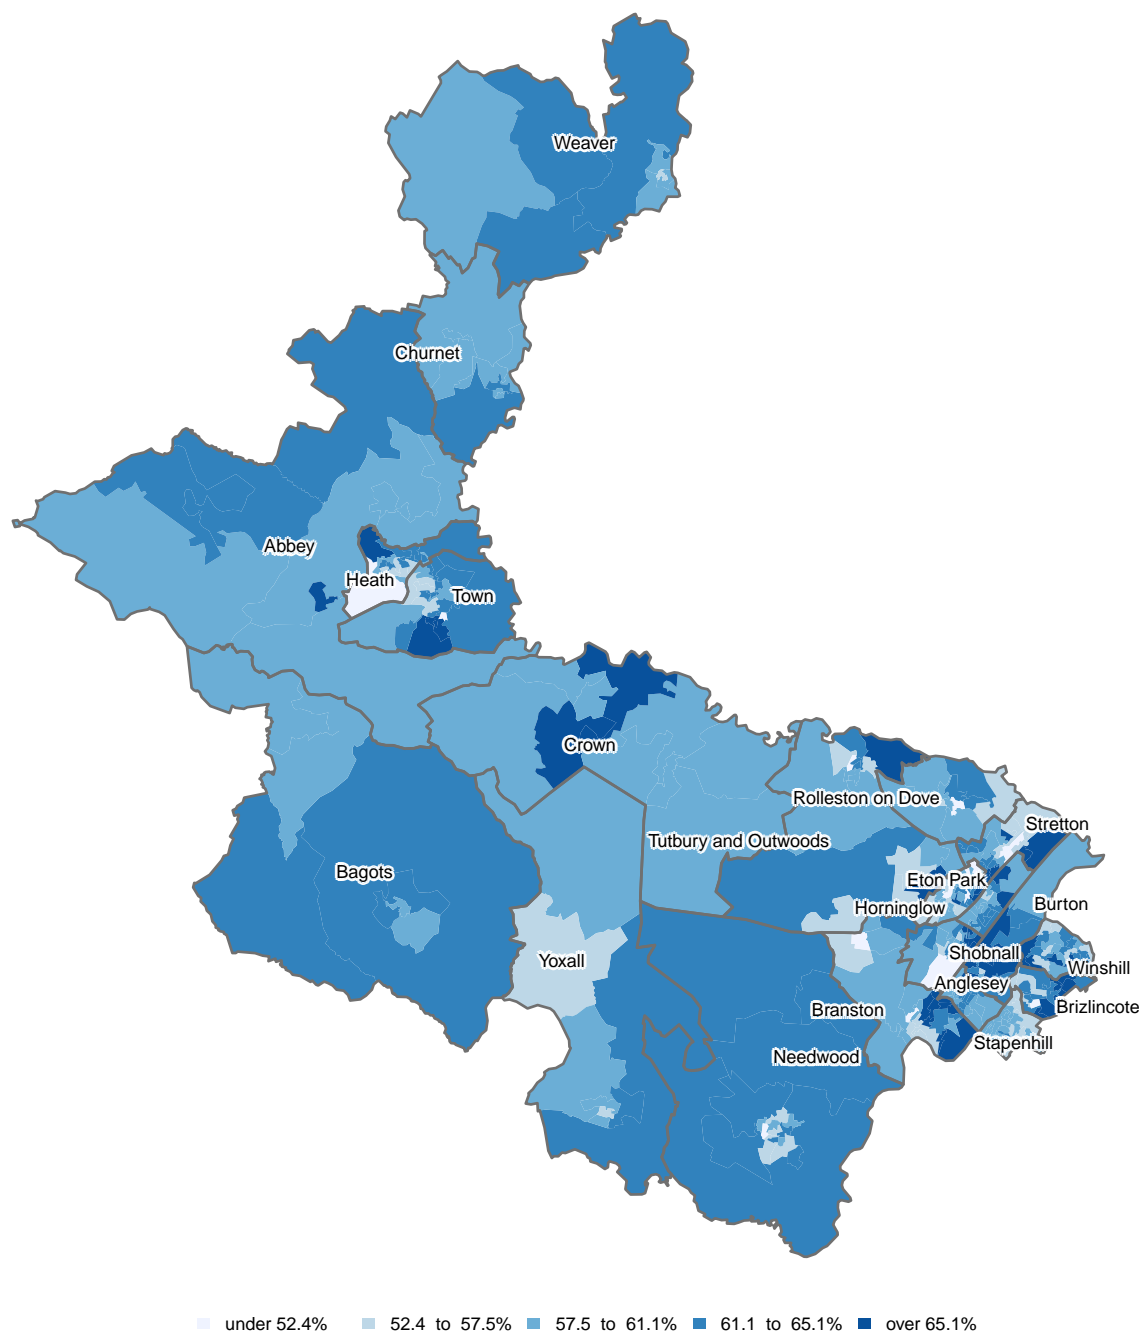 Weaver
Churnet
Abbey
Heath
Town
Crown
Rolleston on Dove
Stretton
Tutbury and Outwoods
Bagots
Eton Park
Burton
Horninglow
Shobnall
Yoxall
Winshill
Anglesey
Brizlincote
Branston
Stapenhill
Needwood
under 52.4% 52.4 to 57.5% 57.5 to 61.1% 61.1 to 65.1% over 65.1%